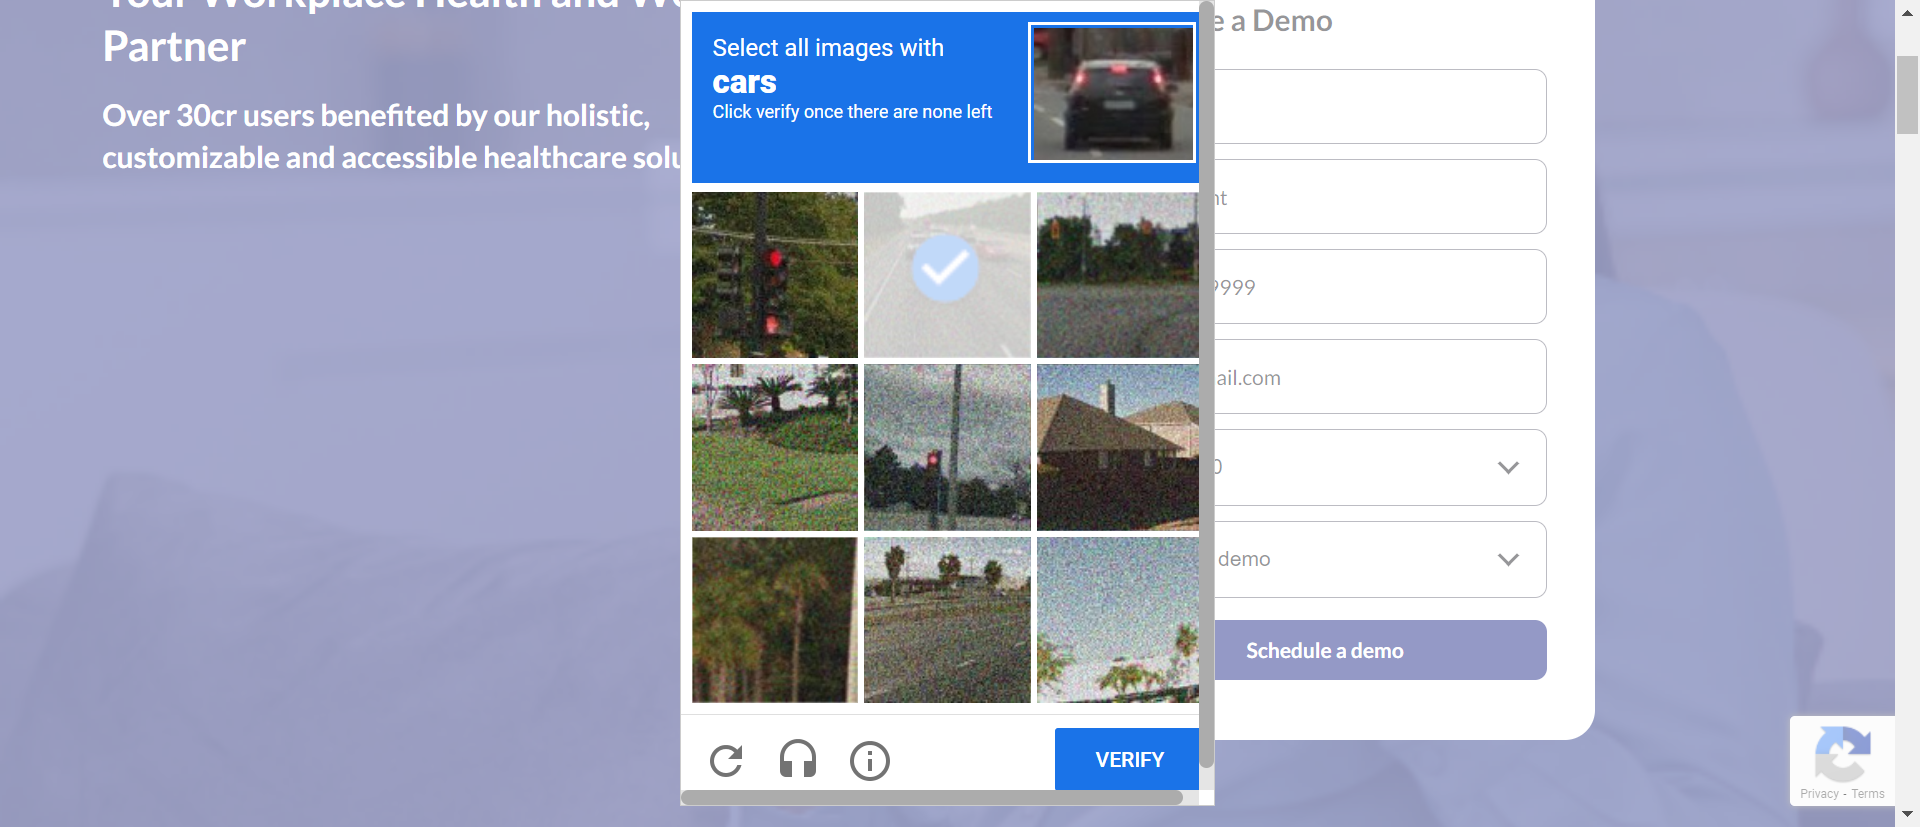 Your Workplace Health and We
Partner
Over 30cr users benefited by our holistic,
customizable and accessible healthcare solu
Select all images with
cars
Click verify once there are none left
VERIFY
e a Demo
nt
9999
ail.com
0
demo
Schedule a demo
Privacy - Terms